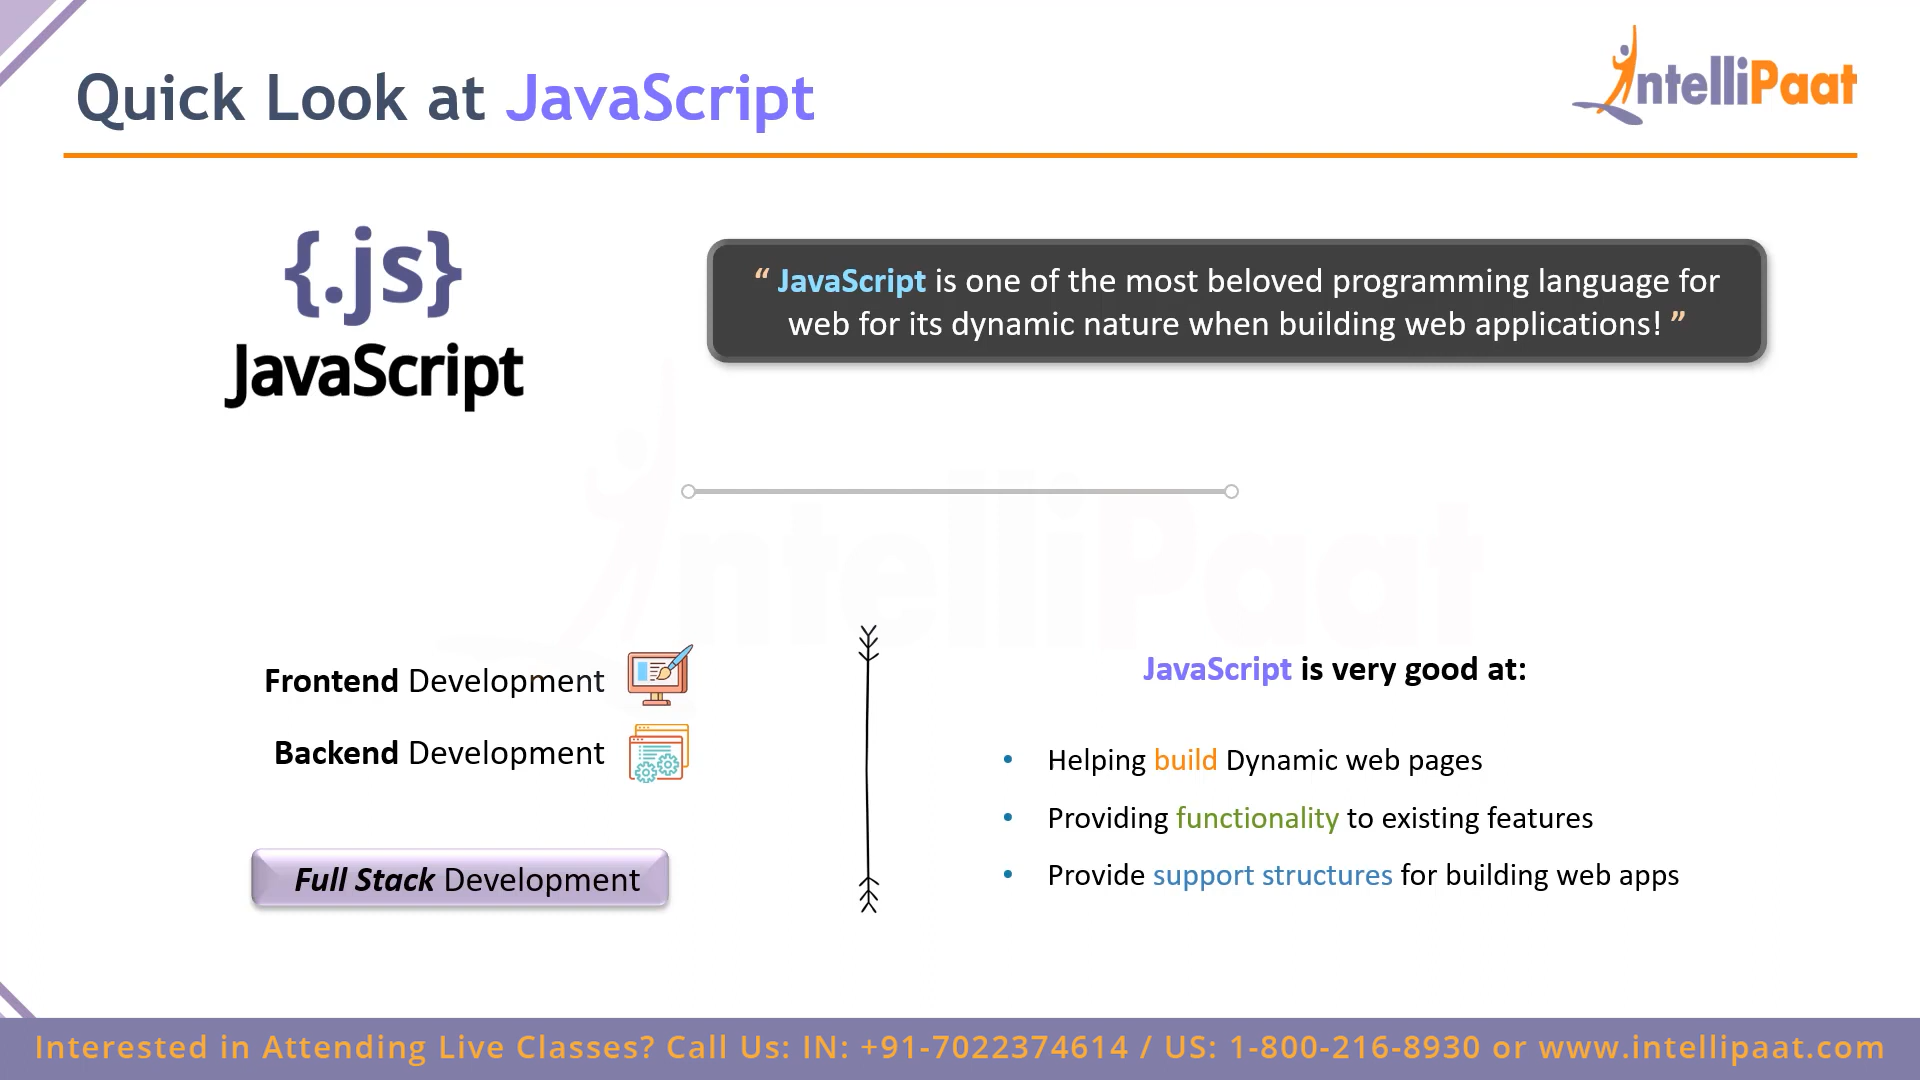 Quick Look at JavaScript
IntelliPaat
{.js}
JavaScript
“ JavaScript is one of the most beloved programming language for
web for its dynamic nature when building web applications! ”
IntelliPaat
Frontend Development
Backend Development
Full Stack Development
JavaScript is very good at:
• Helping build Dynamic web pages
• Providing functionality to existing features
• Provide support structures for building web apps
Interested in Attending Live Classes? Call Us: IN: +91-7022374614 / US: 1-800-216-8930 or www.intellipaat.com